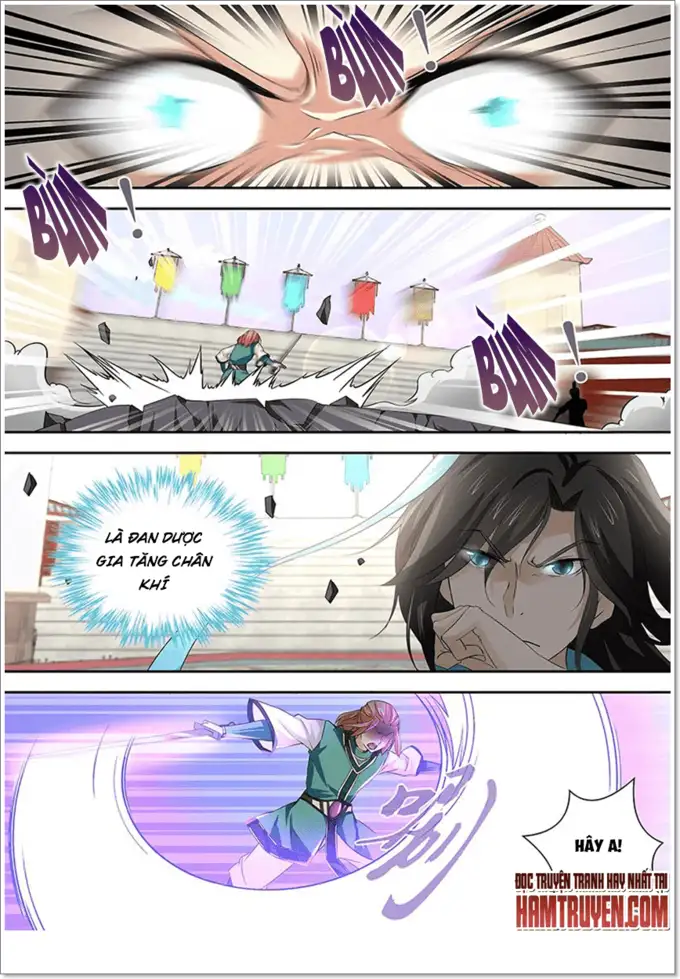 BÙM!
BÙM!
BÙM!
LÀ ĐAN DƯỢC
GIA TĂNG CHÂN
KHÍ
HÂY A!
ĐỌC TRUYỆN TRANH HAY NHẤT TẠI
HAMTRUYEN.COM